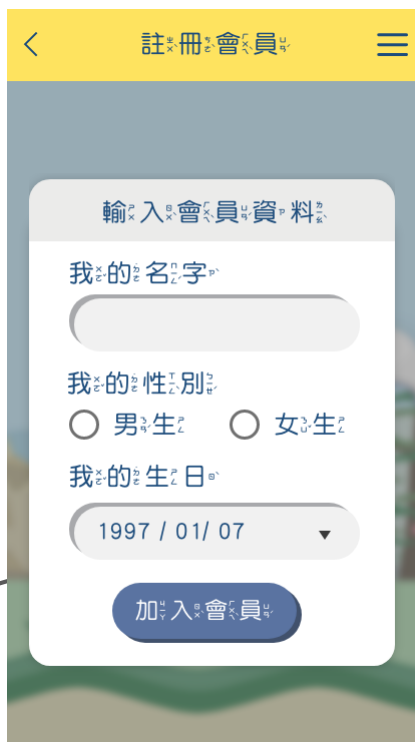 註冊會員
輸入會員資料
我的名字
我的性別
男生 女生
我的生日
1997 / 01/ 07
加入會員